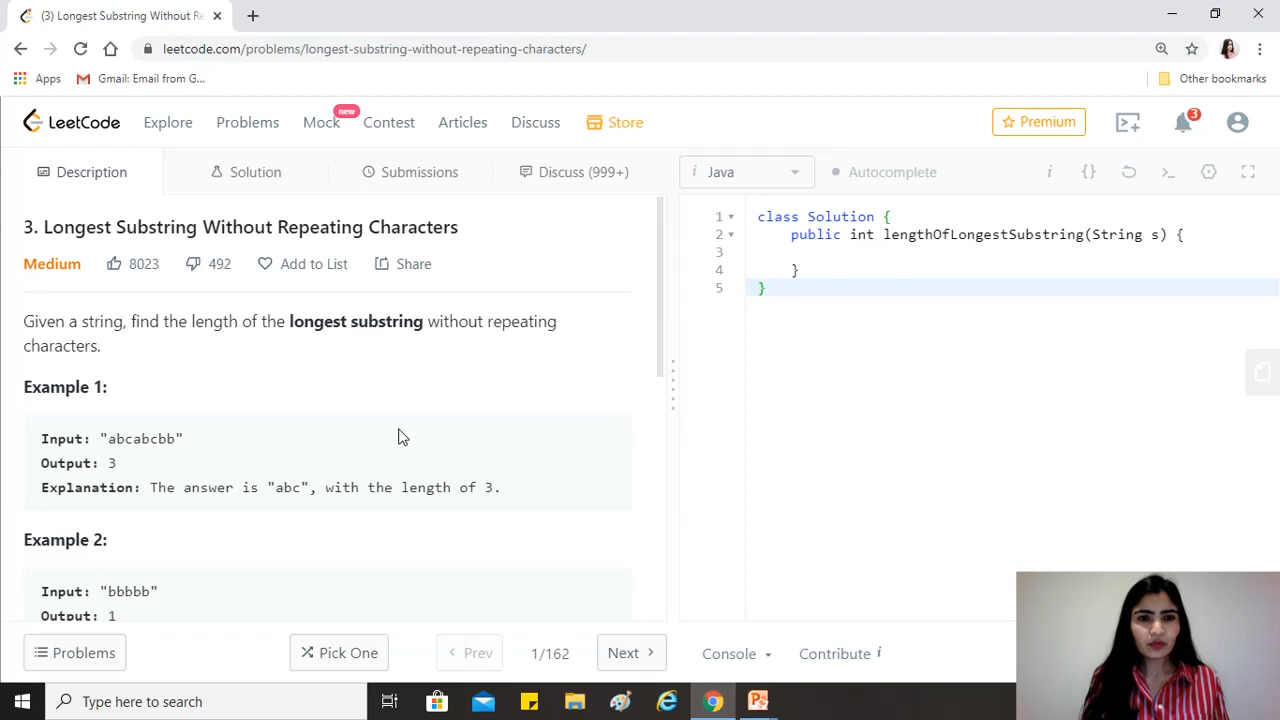 (3) Longest Substring Without Re
leetcode.com/problems/longest-substring-without-repeating-characters/
Apps
Gmail: Email from G...
Other bookmarks
LeetCode
Explore
Problems
Mock
new
Contest
Articles
Discuss
Store
Premium
3
Description
Solution
Submissions
Discuss (999+)
i Java
Autocomplete
i {}
3. Longest Substring Without Repeating Characters
Medium
8023
492
Add to List
Share
Given a string, find the length of the longest substring without repeating
characters.
Example 1:
Input: "abcabcbb"
Output: 3
Explanation: The answer is "abc", with the length of 3.
Example 2:
Input: "bbbbb"
Output: 1
1 class Solution {
2 public int lengthOfLongestSubstring(String s) {
3
4 }
5 }
Problems
Pick One
Prev
1/162
Next
Console
Contribute i
Type here to search